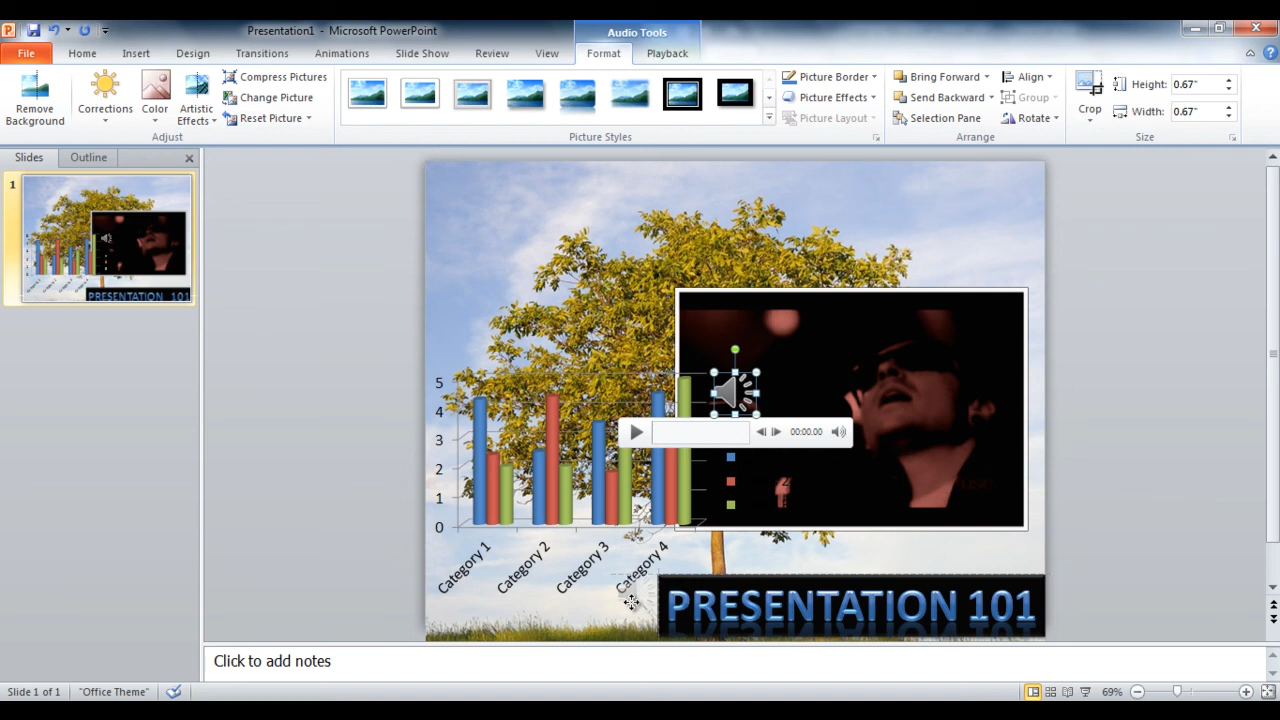 Presentation1 - Microsoft PowerPoint
Audio Tools
File Home Insert Design Transitions Animations Slide Show Review View Format Playback
Remove Background
Corrections
Color
Artistic Effects
Compress Pictures
Change Picture
Reset Picture
Adjust
Picture Styles
Picture Border
Picture Effects
Picture Layout
Bring Forward
Send Backward
Selection Pane
Align
Group
Rotate
Arrange
Crop
Height: 0.67"
Width: 0.67"
Size
Slides Outline
1
PRESENTATION 101
5
4
3
2
1
0
Category 1
Category 2
Category 3
Category 4
00:00.00
PRESENTATION 101
Click to add notes
Slide 1 of 1 "Office Theme" 69%